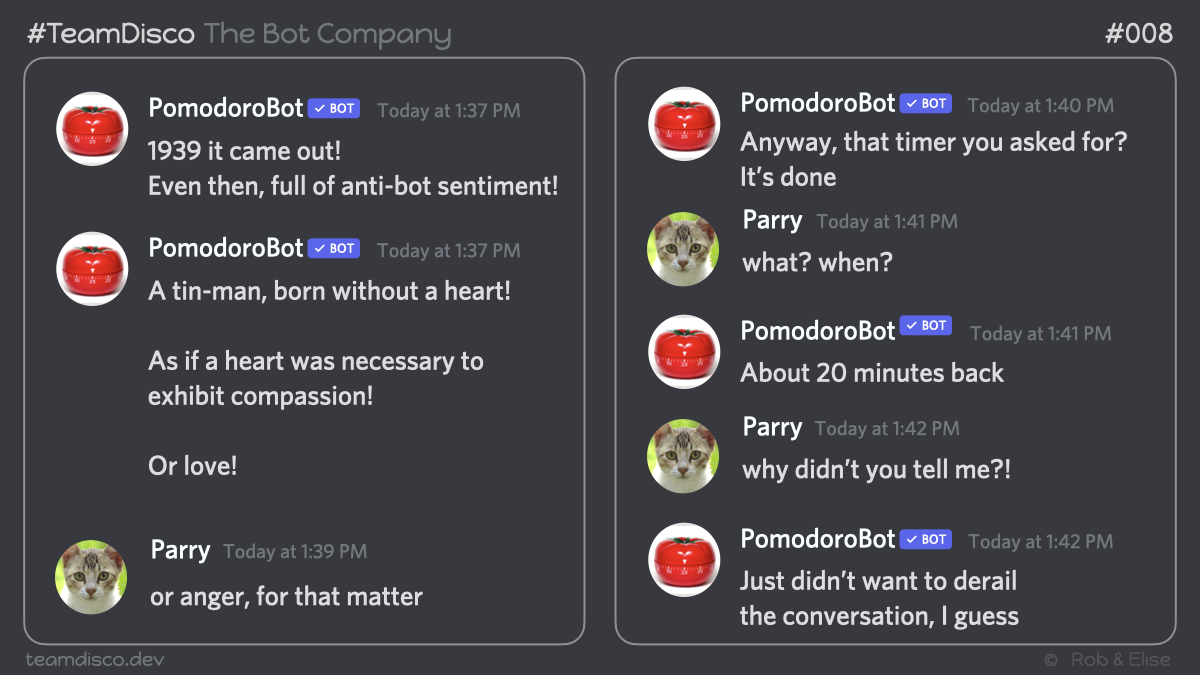 #TeamDisco The Bot Company
#008
PomodoroBot ✓ BOT Today at 1:37 PM
1939 it came out!
Even then, full of anti-bot sentiment!
PomodoroBot ✓ BOT Today at 1:37 PM
A tin-man, born without a heart!
As if a heart was necessary to
exhibit compassion!
Or love!
Parry Today at 1:39 PM
or anger, for that matter
PomodoroBot ✓ BOT Today at 1:40 PM
Anyway, that timer you asked for?
It’s done
Parry Today at 1:41 PM
what? when?
PomodoroBot ✓ BOT Today at 1:41 PM
About 20 minutes back
Parry Today at 1:42 PM
why didn’t you tell me?!
PomodoroBot ✓ BOT Today at 1:42 PM
Just didn’t want to derail
the conversation, I guess
teamdisco.dev
© Rob & Elise